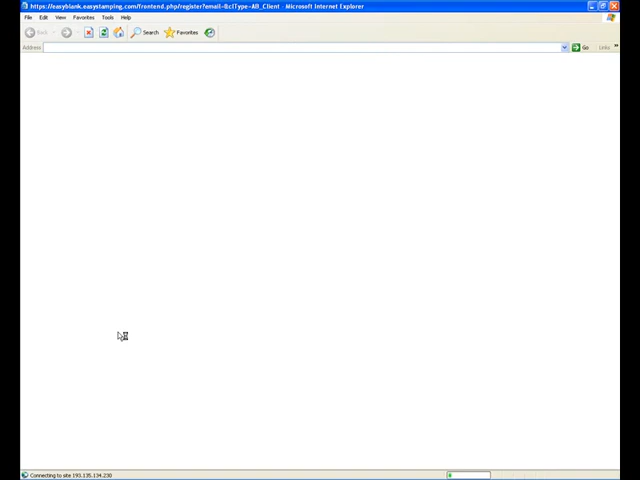 https://easyblank.easystamping.com/frontend.php/register?email=&clType=AB_Client - Microsoft Internet Explorer
File Edit View Favorites Tools Help
Back Search Favorites
Address Go Links »
Connecting to site 193.135.134.230